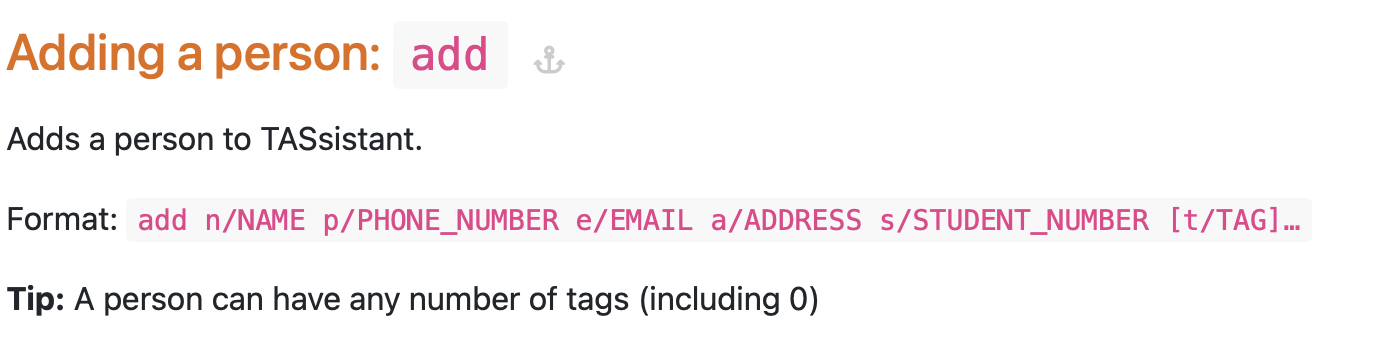 Adding a person: add
Adds a person to TASsistant.
Format: add n/NAME p/PHONE_NUMBER e/EMAIL a/ADDRESS s/STUDENT_NUMBER [t/TAG]…
Tip: A person can have any number of tags (including 0)